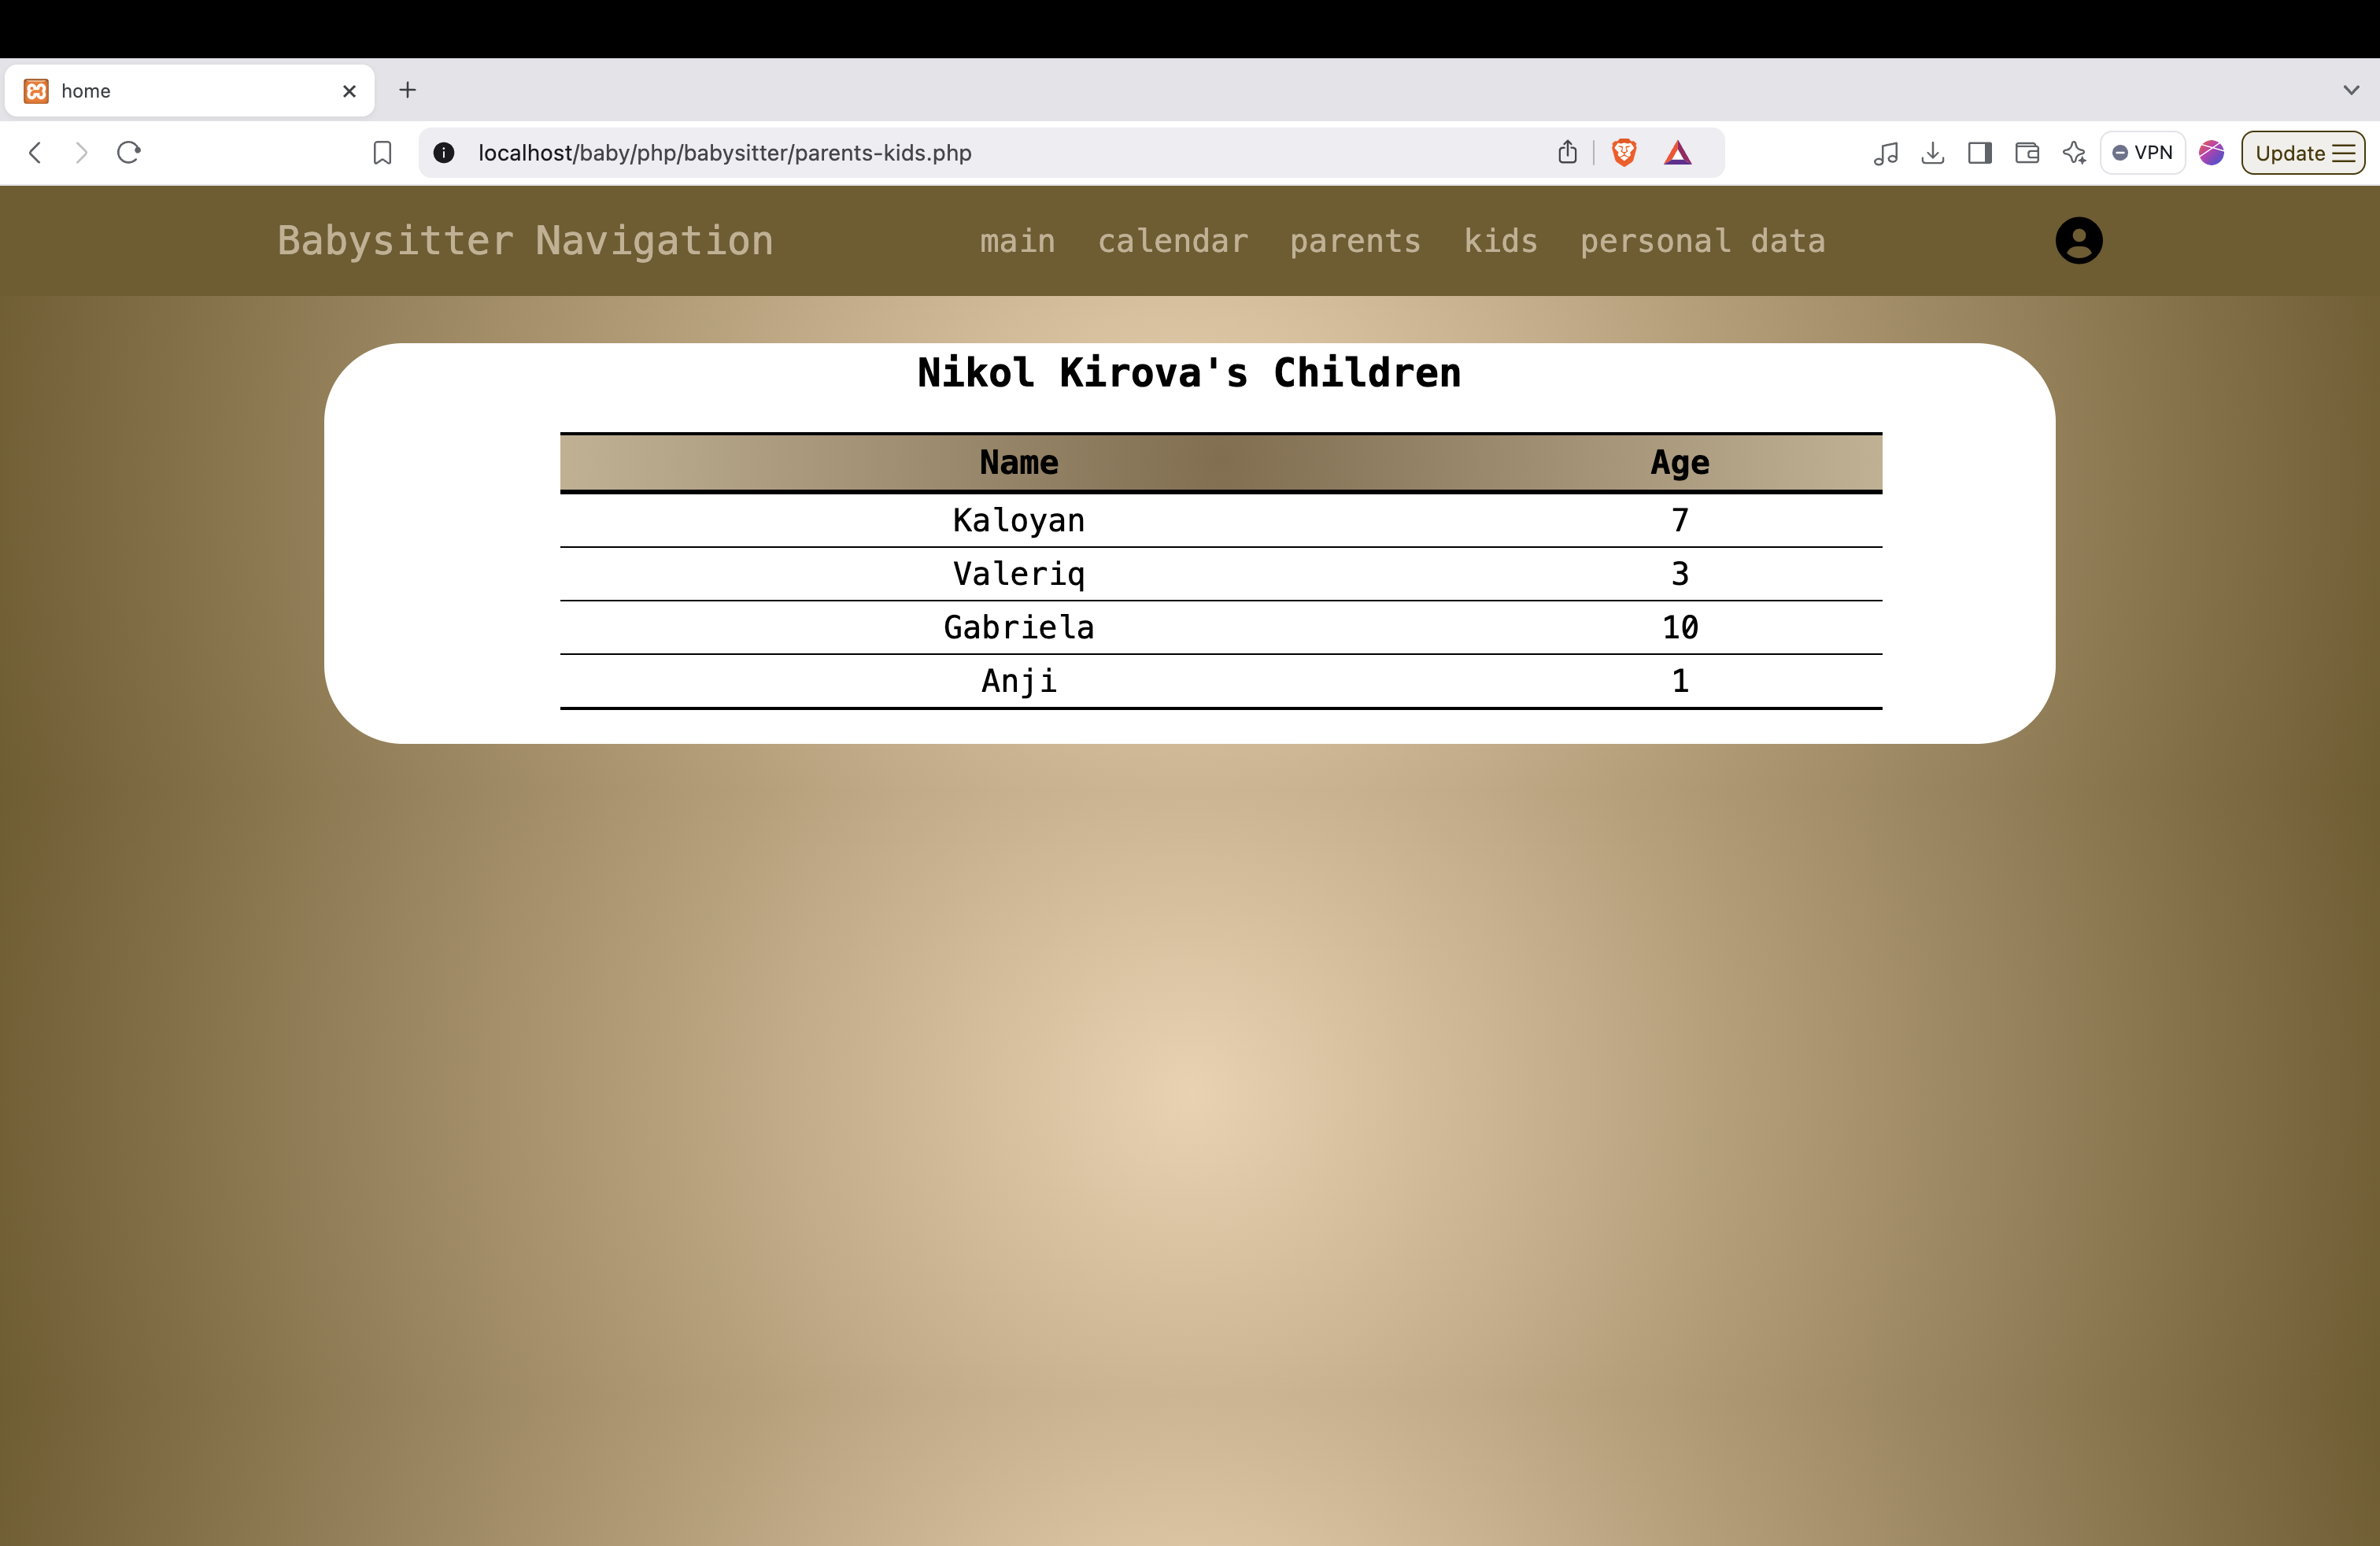 home
localhost/baby/php/babysitter/parents-kids.php
VPN
Update
Babysitter Navigation main calendar parents kids personal data
Nikol Kirova's Children
Name Age
Kaloyan 7
Valeriq 3
Gabriela 10
Anji 1